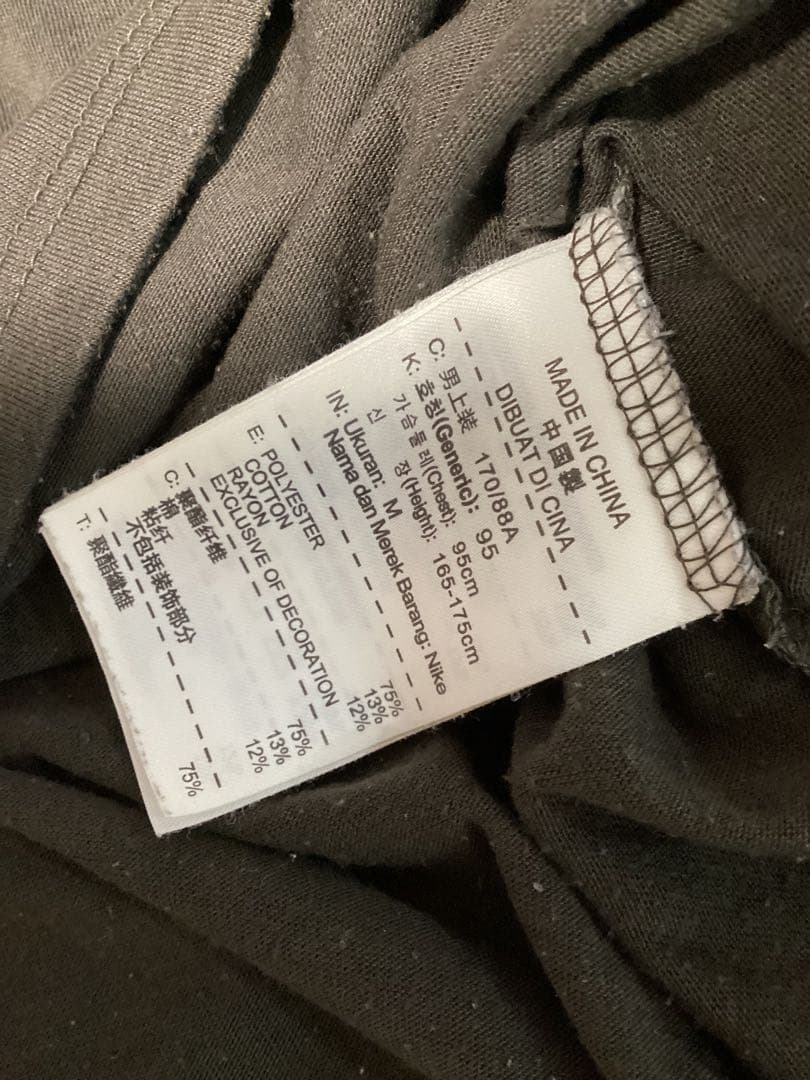 MADE IN CHINA
中國製
DIBUAT DI CINA
C: 男上装 170/88A
K: 호칭(Generic): 95
가슴둘레(Chest): 95cm
신 장(Height): 165-175cm
IN: Ukuran: M
Nama dan Merek Barang: Nike
E: POLYESTER 75%
COTTON 13%
RAYON 12%
EXCLUSIVE OF DECORATION
C: 聚酯纤维 75%
棉 13%
粘纤 12%
不包括装饰部分
T: 聚酯纖維 75%